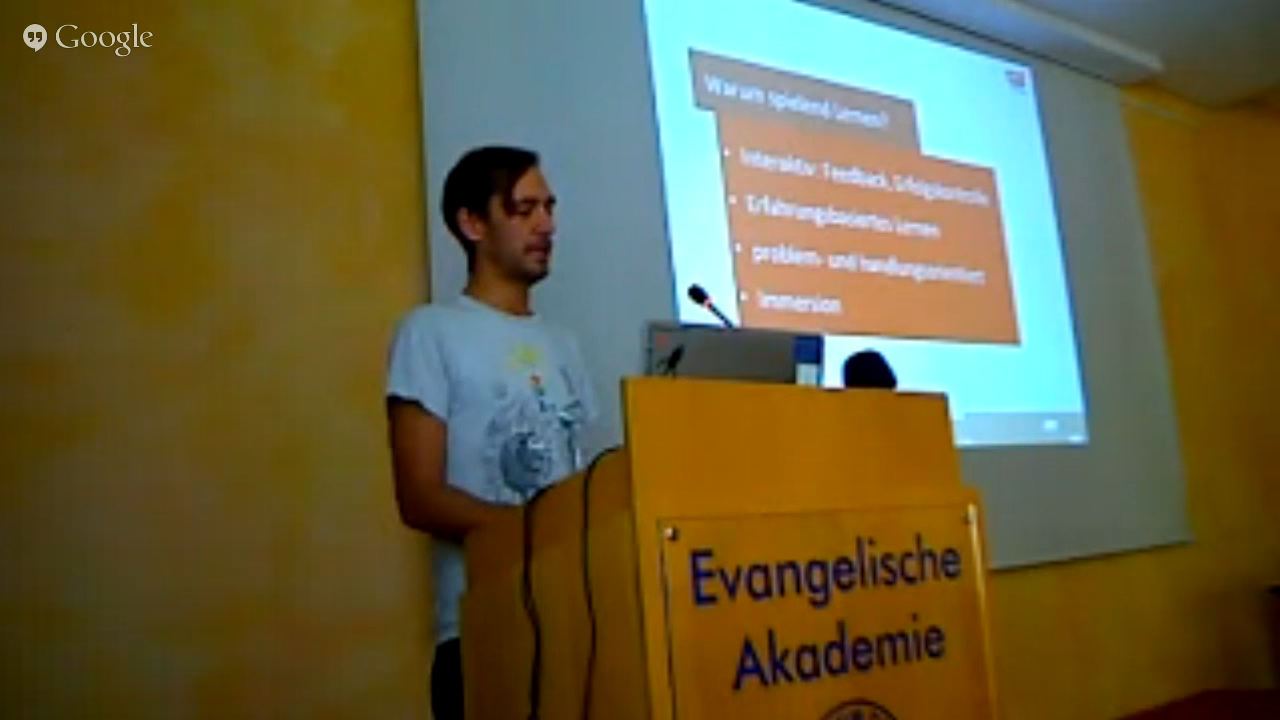 Google
Warum spielend Lernen?
• Interaktiv: Feedback, Erfolgskontrolle
• Erfahrungsbasiertes Lernen
• problem- und handlungsorientiert
• Immersion
Evangelische
Akademie